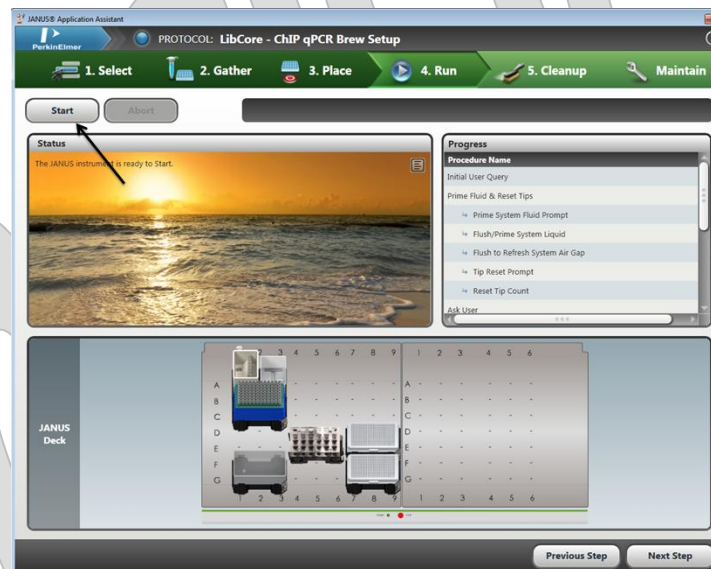 JANUS® Application Assistant
PerkinElmer
PROTOCOL: LibCore - ChIP qPCR Brew Setup
1. Select
2. Gather
3. Place
4. Run
5. Cleanup
Maintain
Start
Abort
Status
The JANUS instrument is ready to Start.
Progress
Procedure Name
Initial User Query
Prime Fluid & Reset Tips
Prime System Fluid Prompt
Flush/Prime System Liquid
Flush to Refresh System Air Gap
Tip Reset Prompt
Reset Tip Count
Ask User
JANUS
Deck
2 3 4 5 6 7 8 9 1 2 3 4 5 6
A A
B B
C C
D D
E E
F F
G G
1 2 3 4 5 6 7 8 9 1 2 3 4 5 6
Previous Step
Next Step